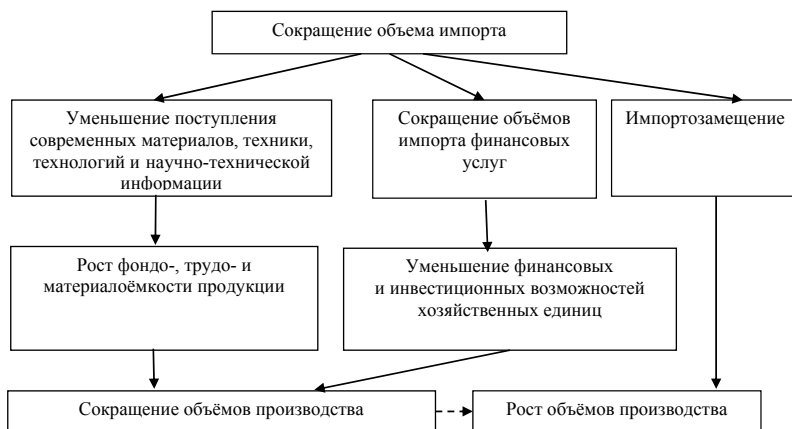 Сокращение объема импорта
Уменьшение поступления
современных материалов, техники,
технологий и научно-технической
информации
Сокращение объёмов
импорта финансовых
услуг
Импортозамещение
Рост фондо-, трудо- и
материалоёмкости продукции
Уменьшение финансовых
и инвестиционных возможностей
хозяйственных единиц
Сокращение объёмов производства
Рост объёмов производства